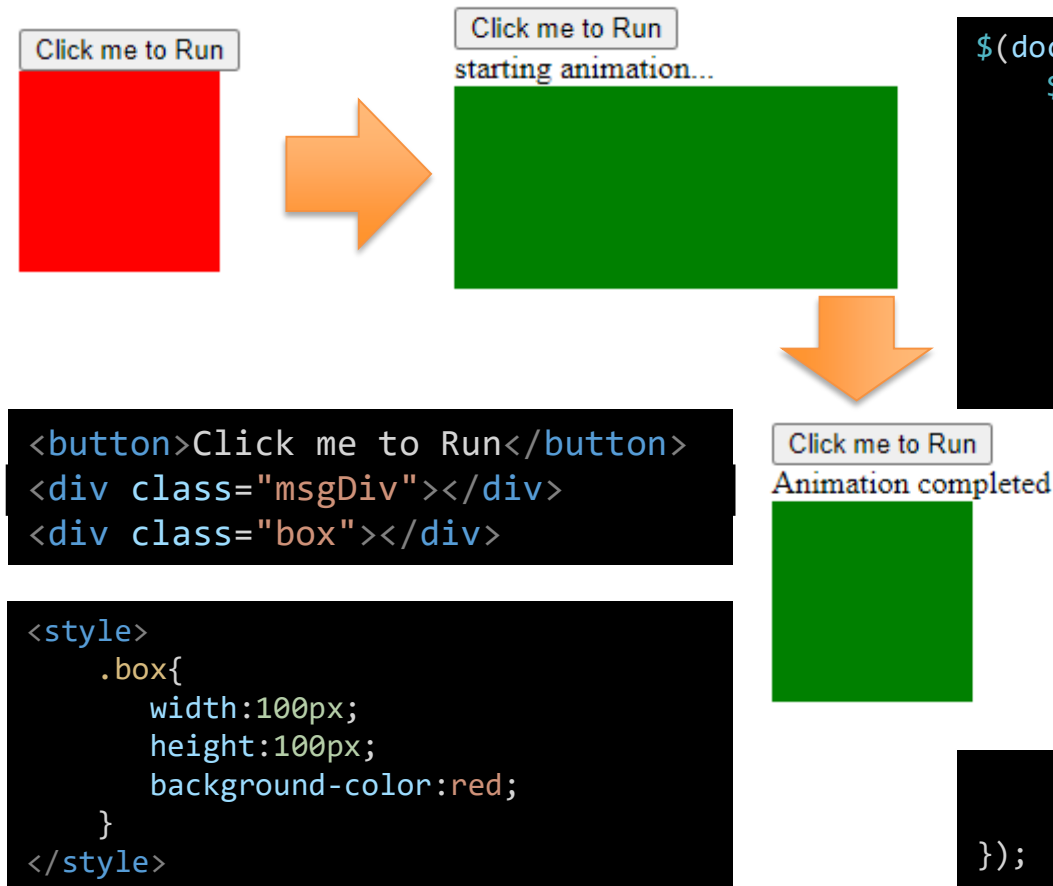 Click me to Run
Click me to Run
starting animation...
$(doc
$
<button>Click me to Run</button>
<div class="msgDiv"></div>
<div class="box"></div>
Click me to Run
Animation completed
<style>
.box{
width:100px;
height:100px;
background-color:red;
}
</style>
});